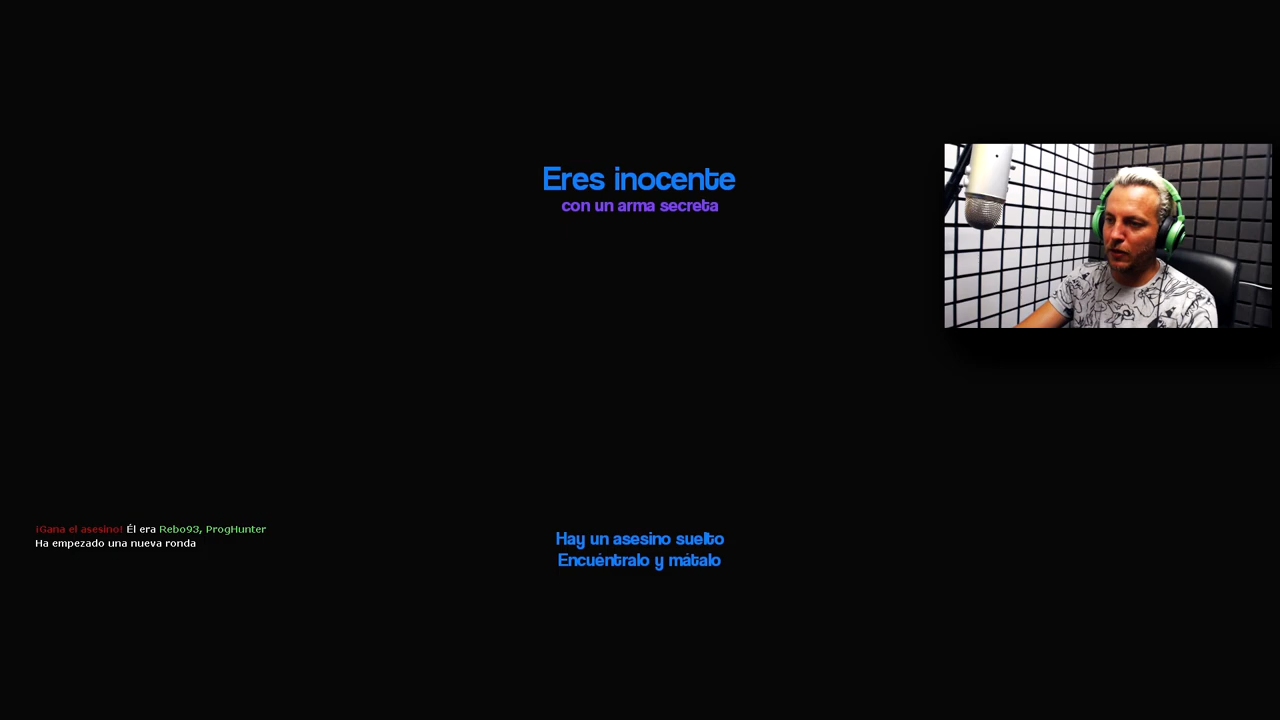 Eres inocente
con un arma secreta
¡Gana el asesino! Él era Rebo93, ProgHunter
Ha empezado una nueva ronda
Hay un asesino suelto
Encuéntralo y mátalo